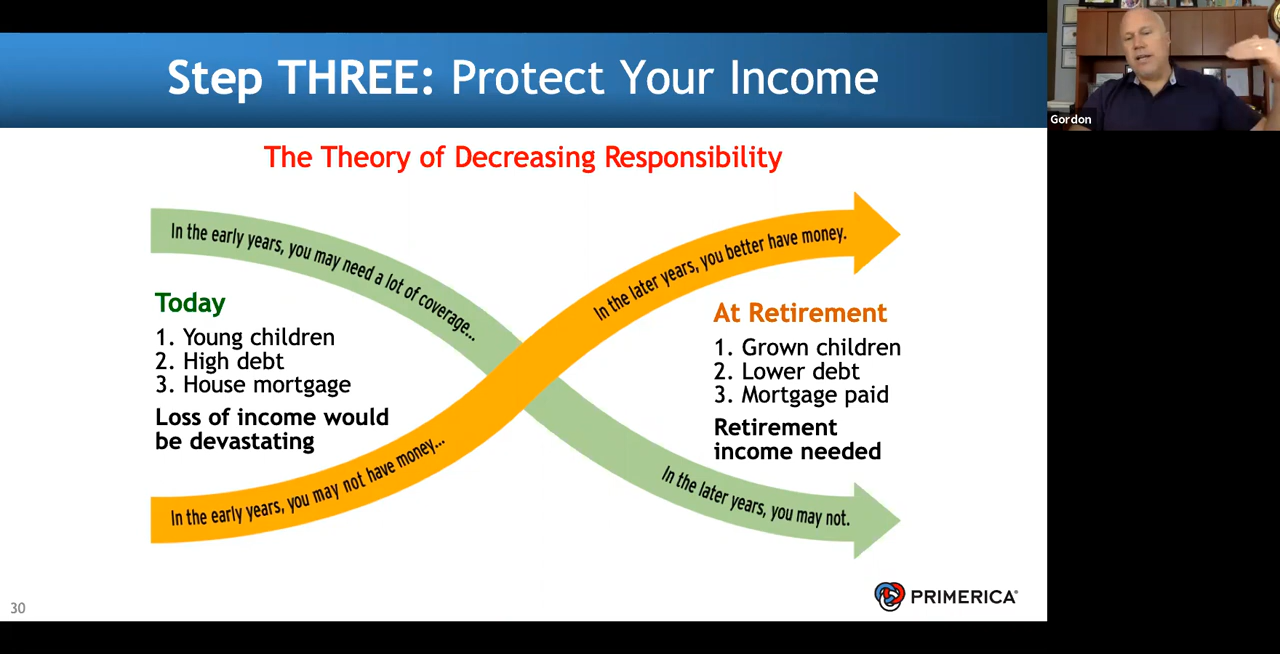 Step THREE: Protect Your Income
Gordon
The Theory of Decreasing Responsibility
In the early years, you may need a lot of coverage...
In the later years, you better have money.
Today
1. Young children
2. High debt
3. House mortgage
Loss of income would
be devastating
At Retirement
1. Grown children
2. Lower debt
3. Mortgage paid
Retirement
income needed
In the early years, you may not have money...
In the later years, you may not.
30
PRIMERICA